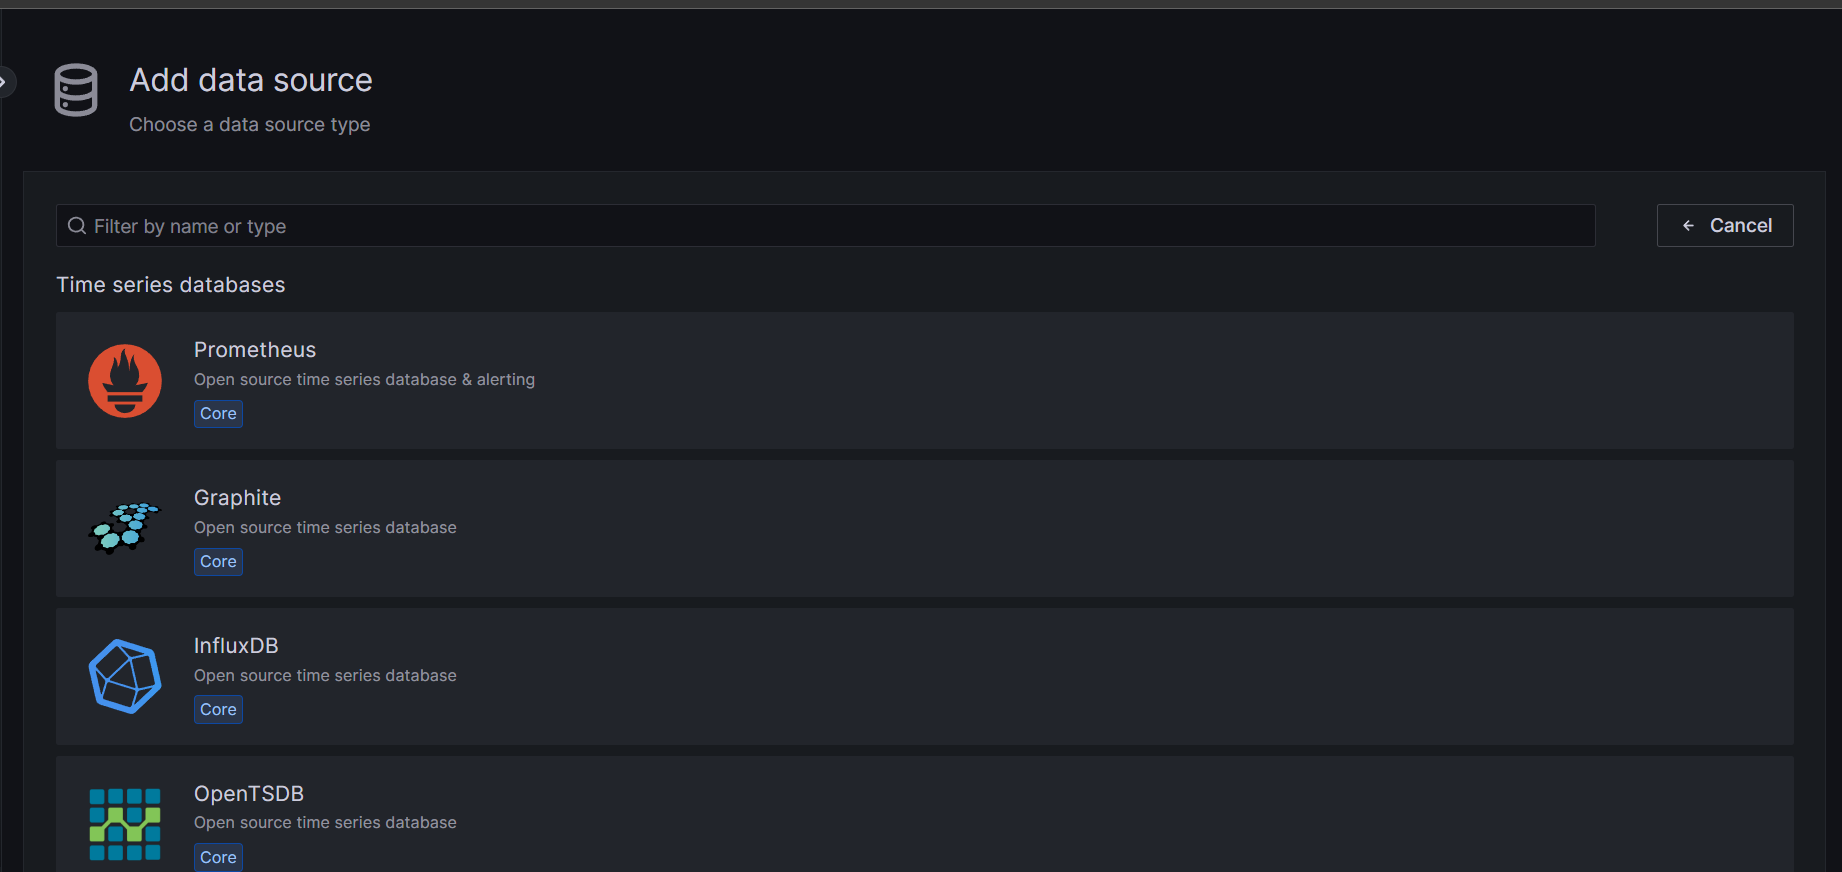 Add data source
Choose a data source type
Filter by name or type
Cancel
Time series databases
Prometheus
Open source time series database & alerting
Core
Graphite
Open source time series database
Core
InfluxDB
Open source time series database
Core
OpenTSDB
Open source time series database
Core